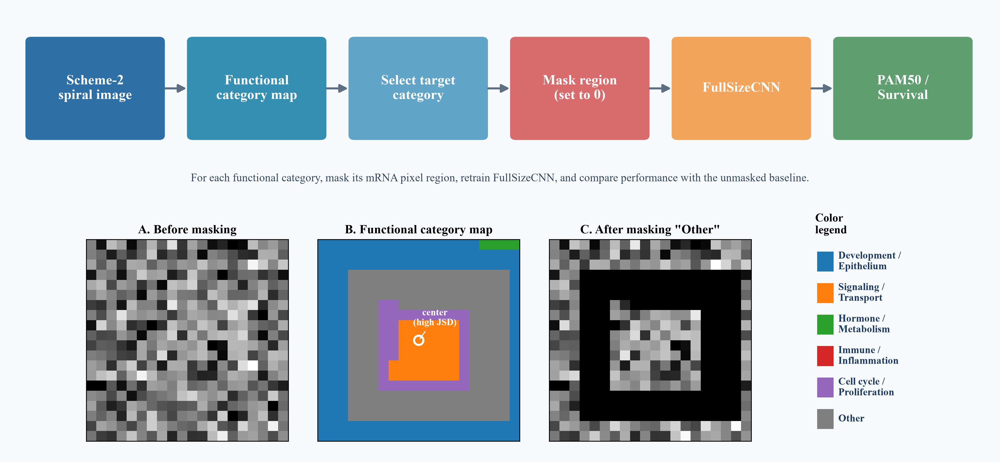 Scheme-2
spiral image
Functional
category map
Select target
category
Mask region
(set to 0)
FullSizeCNN
PAM50 /
Survival
For each functional category, mask its mRNA pixel region, retrain FullSizeCNN, and compare performance with the unmasked baseline.
A. Before masking
B. Functional category map
center
(high JSD)
C. After masking "Other"
Color
legend
Development /
Epithelium
Signaling /
Transport
Hormone /
Metabolism
Immune /
Inflammation
Cell cycle /
Proliferation
Other